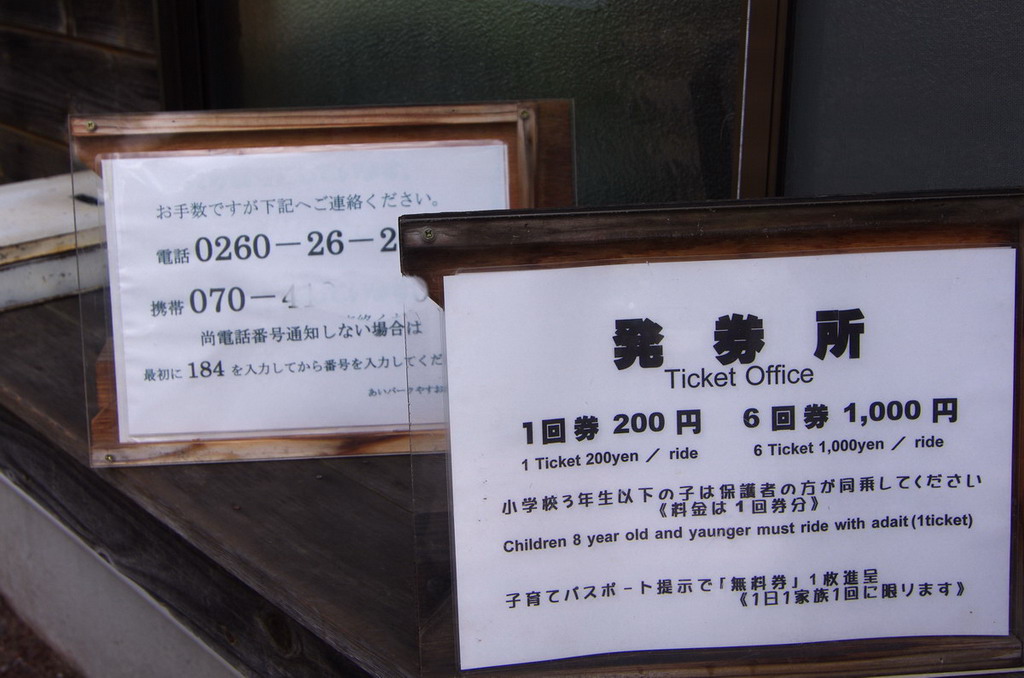 お手数ですが下記へご連絡ください。
電話 0260－26－2
携帯 070－
尚電話番号通知しない場合は
最初に 184 を入力してから番号を入力してくだ
発券所
Ticket Office
1回券 200円 6回券 1,000円
1 Ticket 200yen ／ ride 6 Ticket 1,000yen ／ ride
小学校3年生以下の子は保護者の方が同乗してください
《料金は1回券分》
Children 8 year old and yaunger must ride with adait(1ticket)
子育てパスポート提示で「無料券」1枚進呈
《1日1家族1回に限ります》